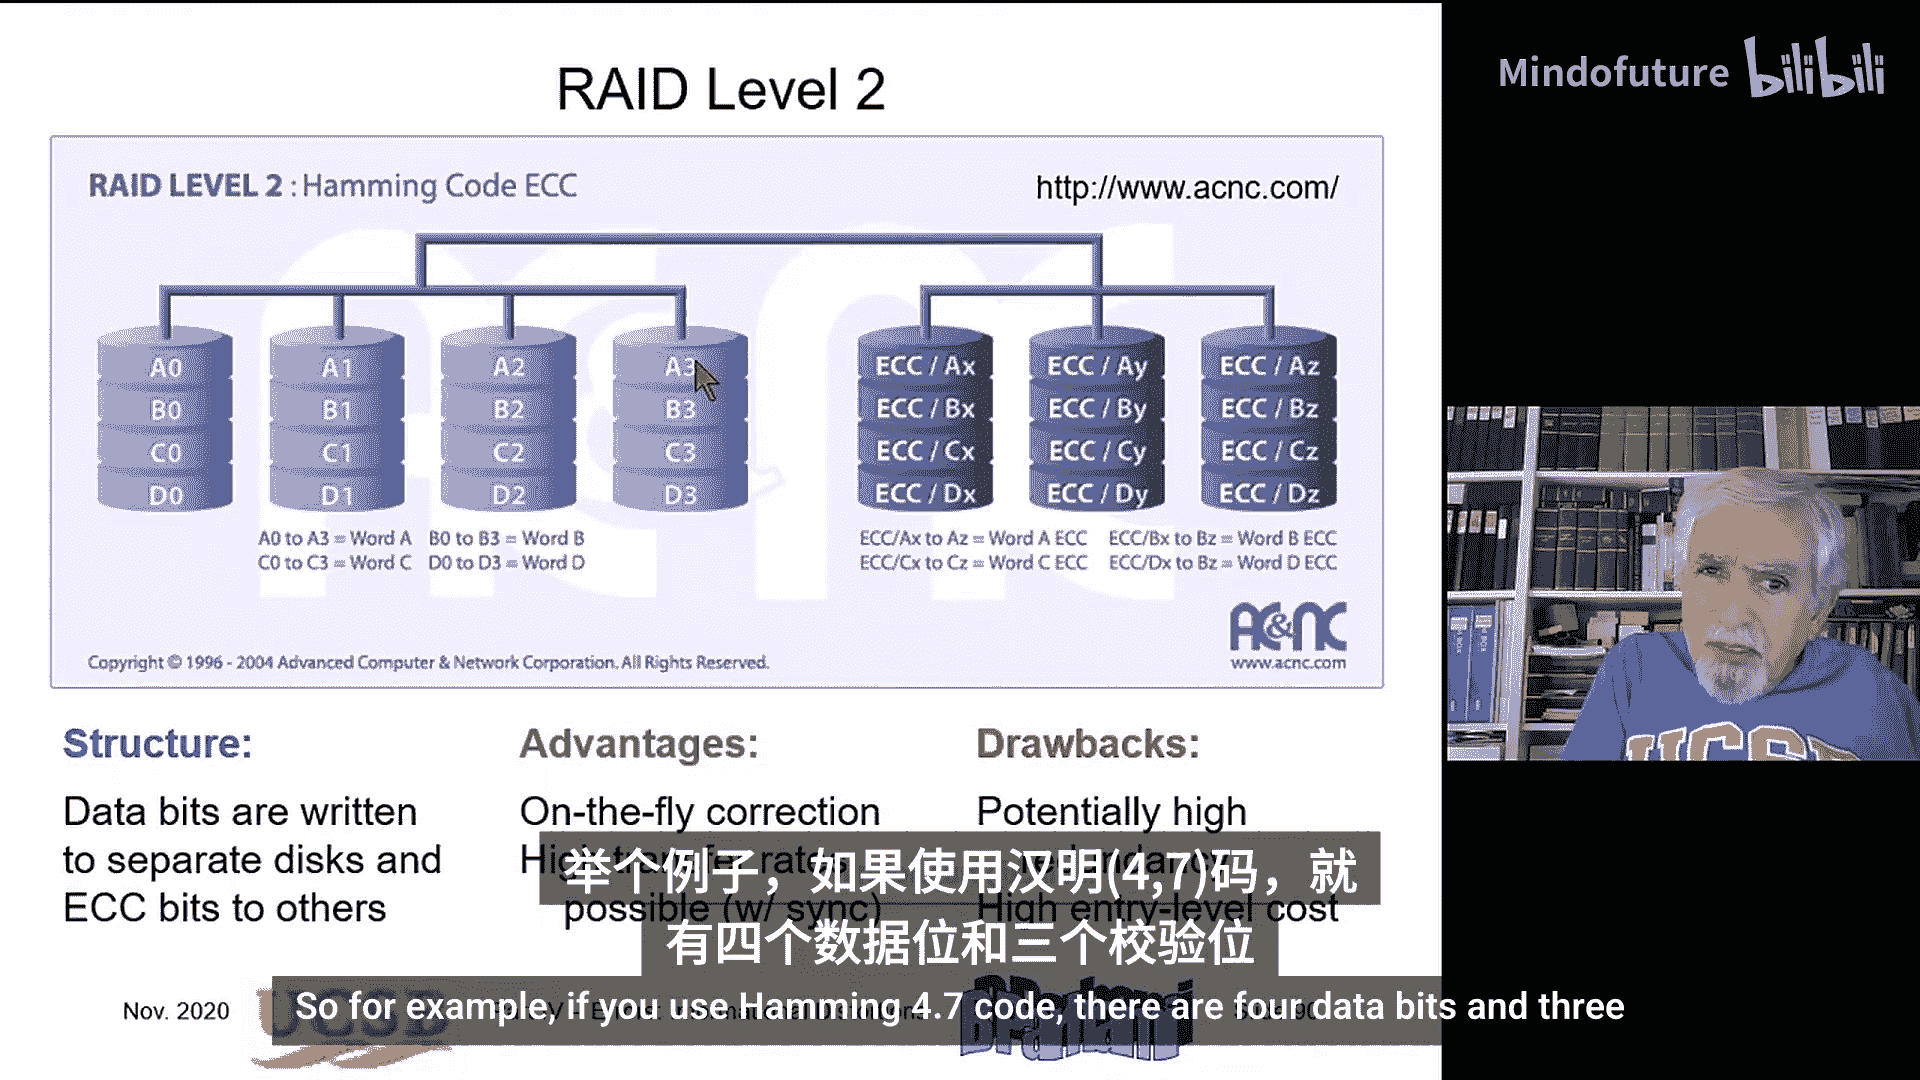 RAID Level 2
Mindofuture bilibili
RAID LEVEL 2 : Hamming Code ECC
http://www.acnc.com/
A0 A1 A2 A3 ECC / Ax ECC / Ay ECC / Az
B0 B1 B2 B3 ECC / Bx ECC / By ECC / Bz
C0 C1 C2 C3 ECC / Cx ECC / Cy ECC / Cz
D0 D1 D2 D3 ECC / Dx ECC / Dy ECC / Dz
A0 to A3 = Word A B0 to B3 = Word B
C0 to C3 = Word C D0 to D3 = Word D
ECC/Ax to Az = Word A ECC ECC/Bx to Bz = Word B ECC
ECC/Cx to Cz = Word C ECC ECC/Dx to Bz = Word D ECC
AC&NC
www.acnc.com
Copyright © 1996 - 2004 Advanced Computer & Network Corporation. All Rights Reserved.
Structure:
Data bits are written
to separate disks and
ECC bits to others
Advantages:
On-the-fly correction
High transfer rates
possible (w/ sync)
Drawbacks:
Potentially high
redundancy
High entry-level cost
举个例子，如果使用汉明(4,7)码，就
有四个数据位和三个校验位
So for example, if you use Hamming 4.7 code, there are four data bits and three
Nov. 2020
UCSB
B. Parhami
UCSB